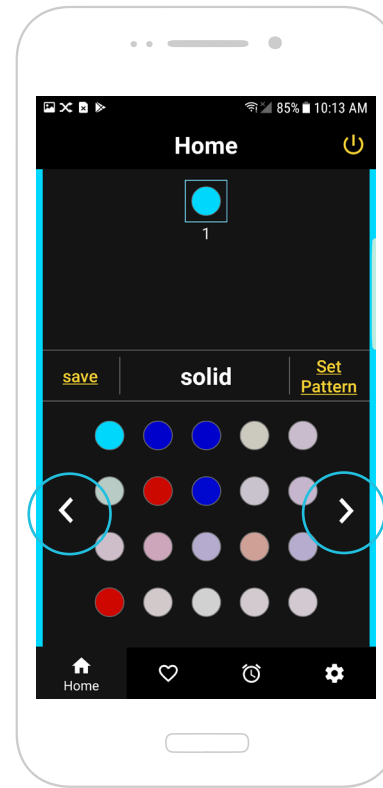 85% 10:13 AM
Home
1
save
solid
Set
Pattern
Home